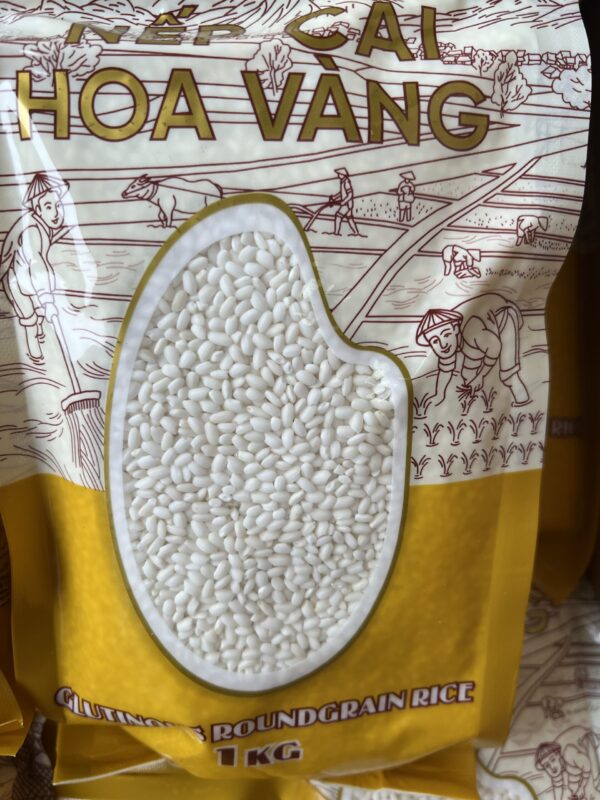 NẾP CÁI
HOA VÀNG
GLUTINOUS ROUNDGRAIN RICE
1 KG